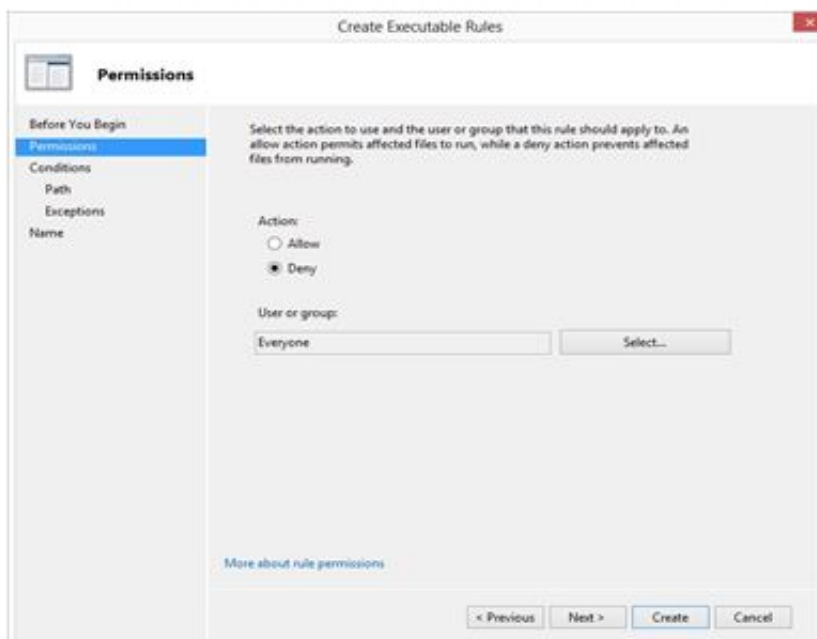 Create Executable Rules
Permissions
Before You Begin
Permissions
Conditions
Path
Exceptions
Name
Select the action to use and the user or group that this rule should apply to. An
allow action permits affected files to run, while a deny action prevents affected
files from running.
Action:
Allow
Deny
User or group:
Everyone
Select...
More about rule permissions
< Previous
Next >
Create
Cancel